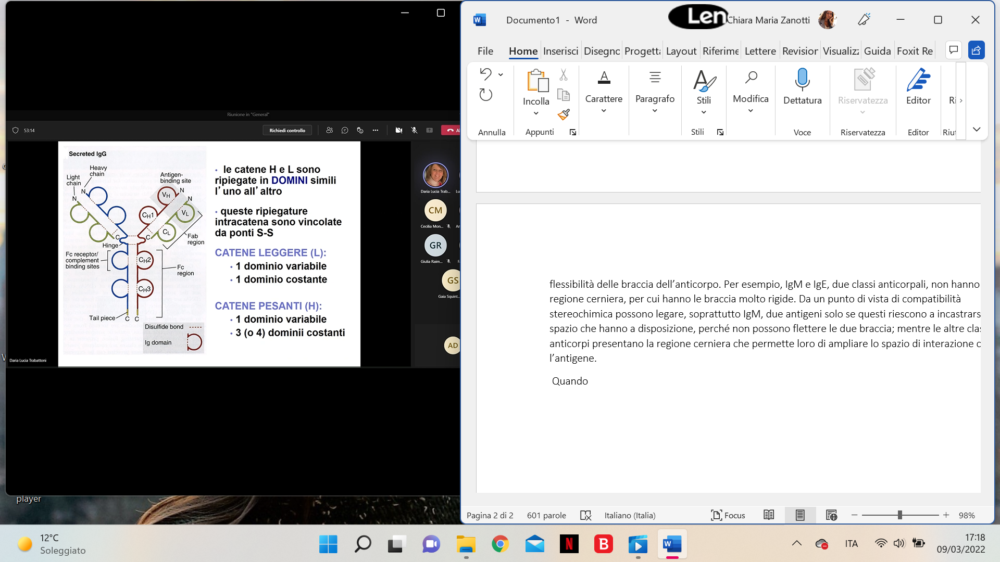 Riunione in "General"
53:14
Richiedi controllo
Secreted IgG
Heavy
chain
Light
chain
N
N
Antigen-
binding site
N
N
VH
VL
CH1
CL
C
C
Hinge
Fab
region
Fc receptor/
complement
binding sites
CH2
Fc
region
CH3
Tail piece
C C
Disulfide bond
Ig domain
• le catene H e L sono
ripiegate in DOMINI simili
l'uno all'altro
• queste ripiegature
intracatena sono vincolate
da ponti S-S
CATENE LEGGERE (L):
• 1 dominio variabile
• 1 dominio costante
CATENE PESANTI (H):
• 1 dominio variabile
• 3 (o 4) dominii costanti
Daria Lucia Trabattoni
Daria Lucia Trab...
Lu
CM
Cecilia Mon...
GR
Giulia Raim...
GS
Gaia Squint...
AD
player
Documento1 - Word
Len
Chiara Maria Zanotti
File Home Inserisci Disegno Progetta Layout Riferime Lettere Revision Visualizz Guida Foxit Re
Incolla
Carattere
Paragrafo
Stili
Modifica
Dettatura
Riservatezza
Editor
Ri
Annulla
Appunti
Stili
Voce
Riservatezza
Editor
Riut
flessibilità delle braccia dell'anticorpo. Per esempio, IgM e IgE, due classi anticorpali, non hanno
regione cerniera, per cui hanno le braccia molto rigide. Da un punto di vista di compatibilità
stereochimica possono legare, soprattutto IgM, due antigeni solo se questi riescono a incastrars
spazio che hanno a disposizione, perché non possono flettere le due braccia; mentre le altre clas
anticorpi presentano la regione cerniera che permette loro di ampliare lo spazio di interazione c
l'antigene.
Quando
Pagina 2 di 2
601 parole
Italiano (Italia)
Focus
98%
12°C
Soleggiato
ITA
17:18
09/03/2022